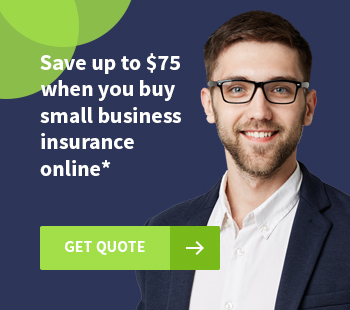 Save up to $75
when you buy
small business
insurance
online*
GET QUOTE